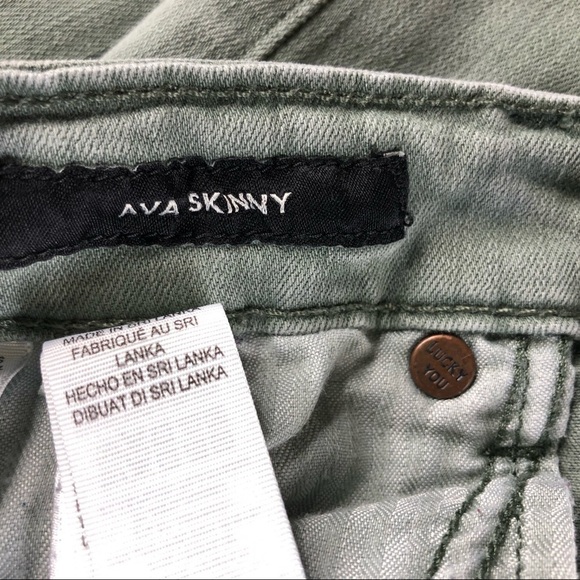 AVA SKINNY
MADE IN SRI LANKA
FABRIQUÉ AU SRI
LANKA
HECHO EN SRI LANKA
DIBUAT DI SRI LANKA
LUCKY
YOU